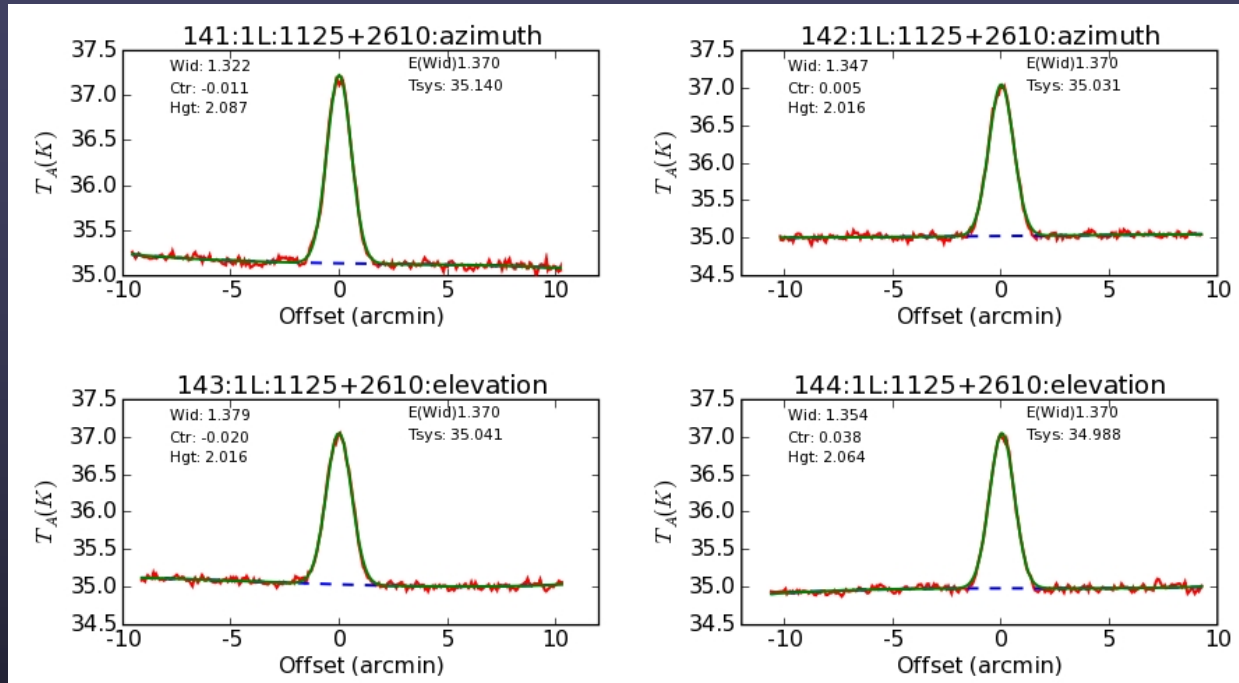 141:1L:1125+2610:azimuth
Wid: 1.322
Ctr: -0.011
Hgt: 2.087
E(Wid)1.370
Tsys: 35.140
37.5
37.0
36.5
36.0
35.5
35.0
T_A(K)
-10 -5 0 5 10
Offset (arcmin)
142:1L:1125+2610:azimuth
Wid: 1.347
Ctr: 0.005
Hgt: 2.016
E(Wid)1.370
Tsys: 35.031
37.5
37.0
36.5
36.0
35.5
35.0
34.5
T_A(K)
-10 -5 0 5 10
Offset (arcmin)
143:1L:1125+2610:elevation
Wid: 1.379
Ctr: -0.020
Hgt: 2.016
E(Wid)1.370
Tsys: 35.041
37.5
37.0
36.5
36.0
35.5
35.0
34.5
T_A(K)
-10 -5 0 5 10
Offset (arcmin)
144:1L:1125+2610:elevation
Wid: 1.354
Ctr: 0.038
Hgt: 2.064
E(Wid)1.370
Tsys: 34.988
37.5
37.0
36.5
36.0
35.5
35.0
34.5
T_A(K)
-10 -5 0 5 10
Offset (arcmin)